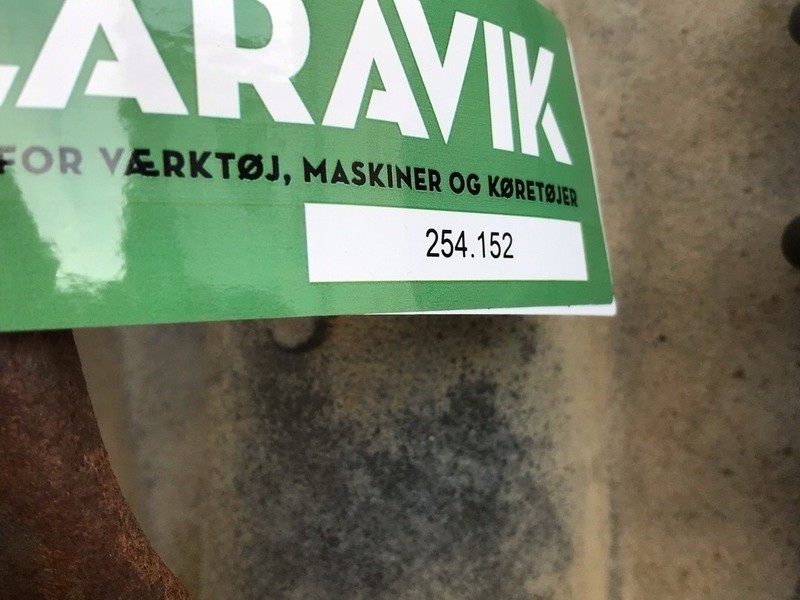 LARAVIK
FOR VÆRKTØJ, MASKINER OG KØRETØJER
254.152